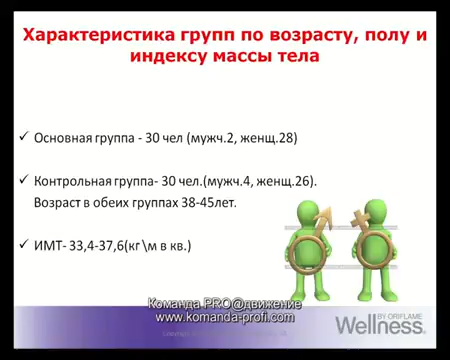 Характеристика групп по возрасту, полу и
индексу массы тела
Основная группа - 30 чел (мужч.2, женщ.28)
Контрольная группа- 30 чел.(мужч.4, женщ.26).
Возраст в обеих группах 38-45лет.
ИМТ- 33,4-37,6(кг\м в кв.)
Команда PRO@движение
www.komanda-profi.com
BY ORIFLAME
Wellness.